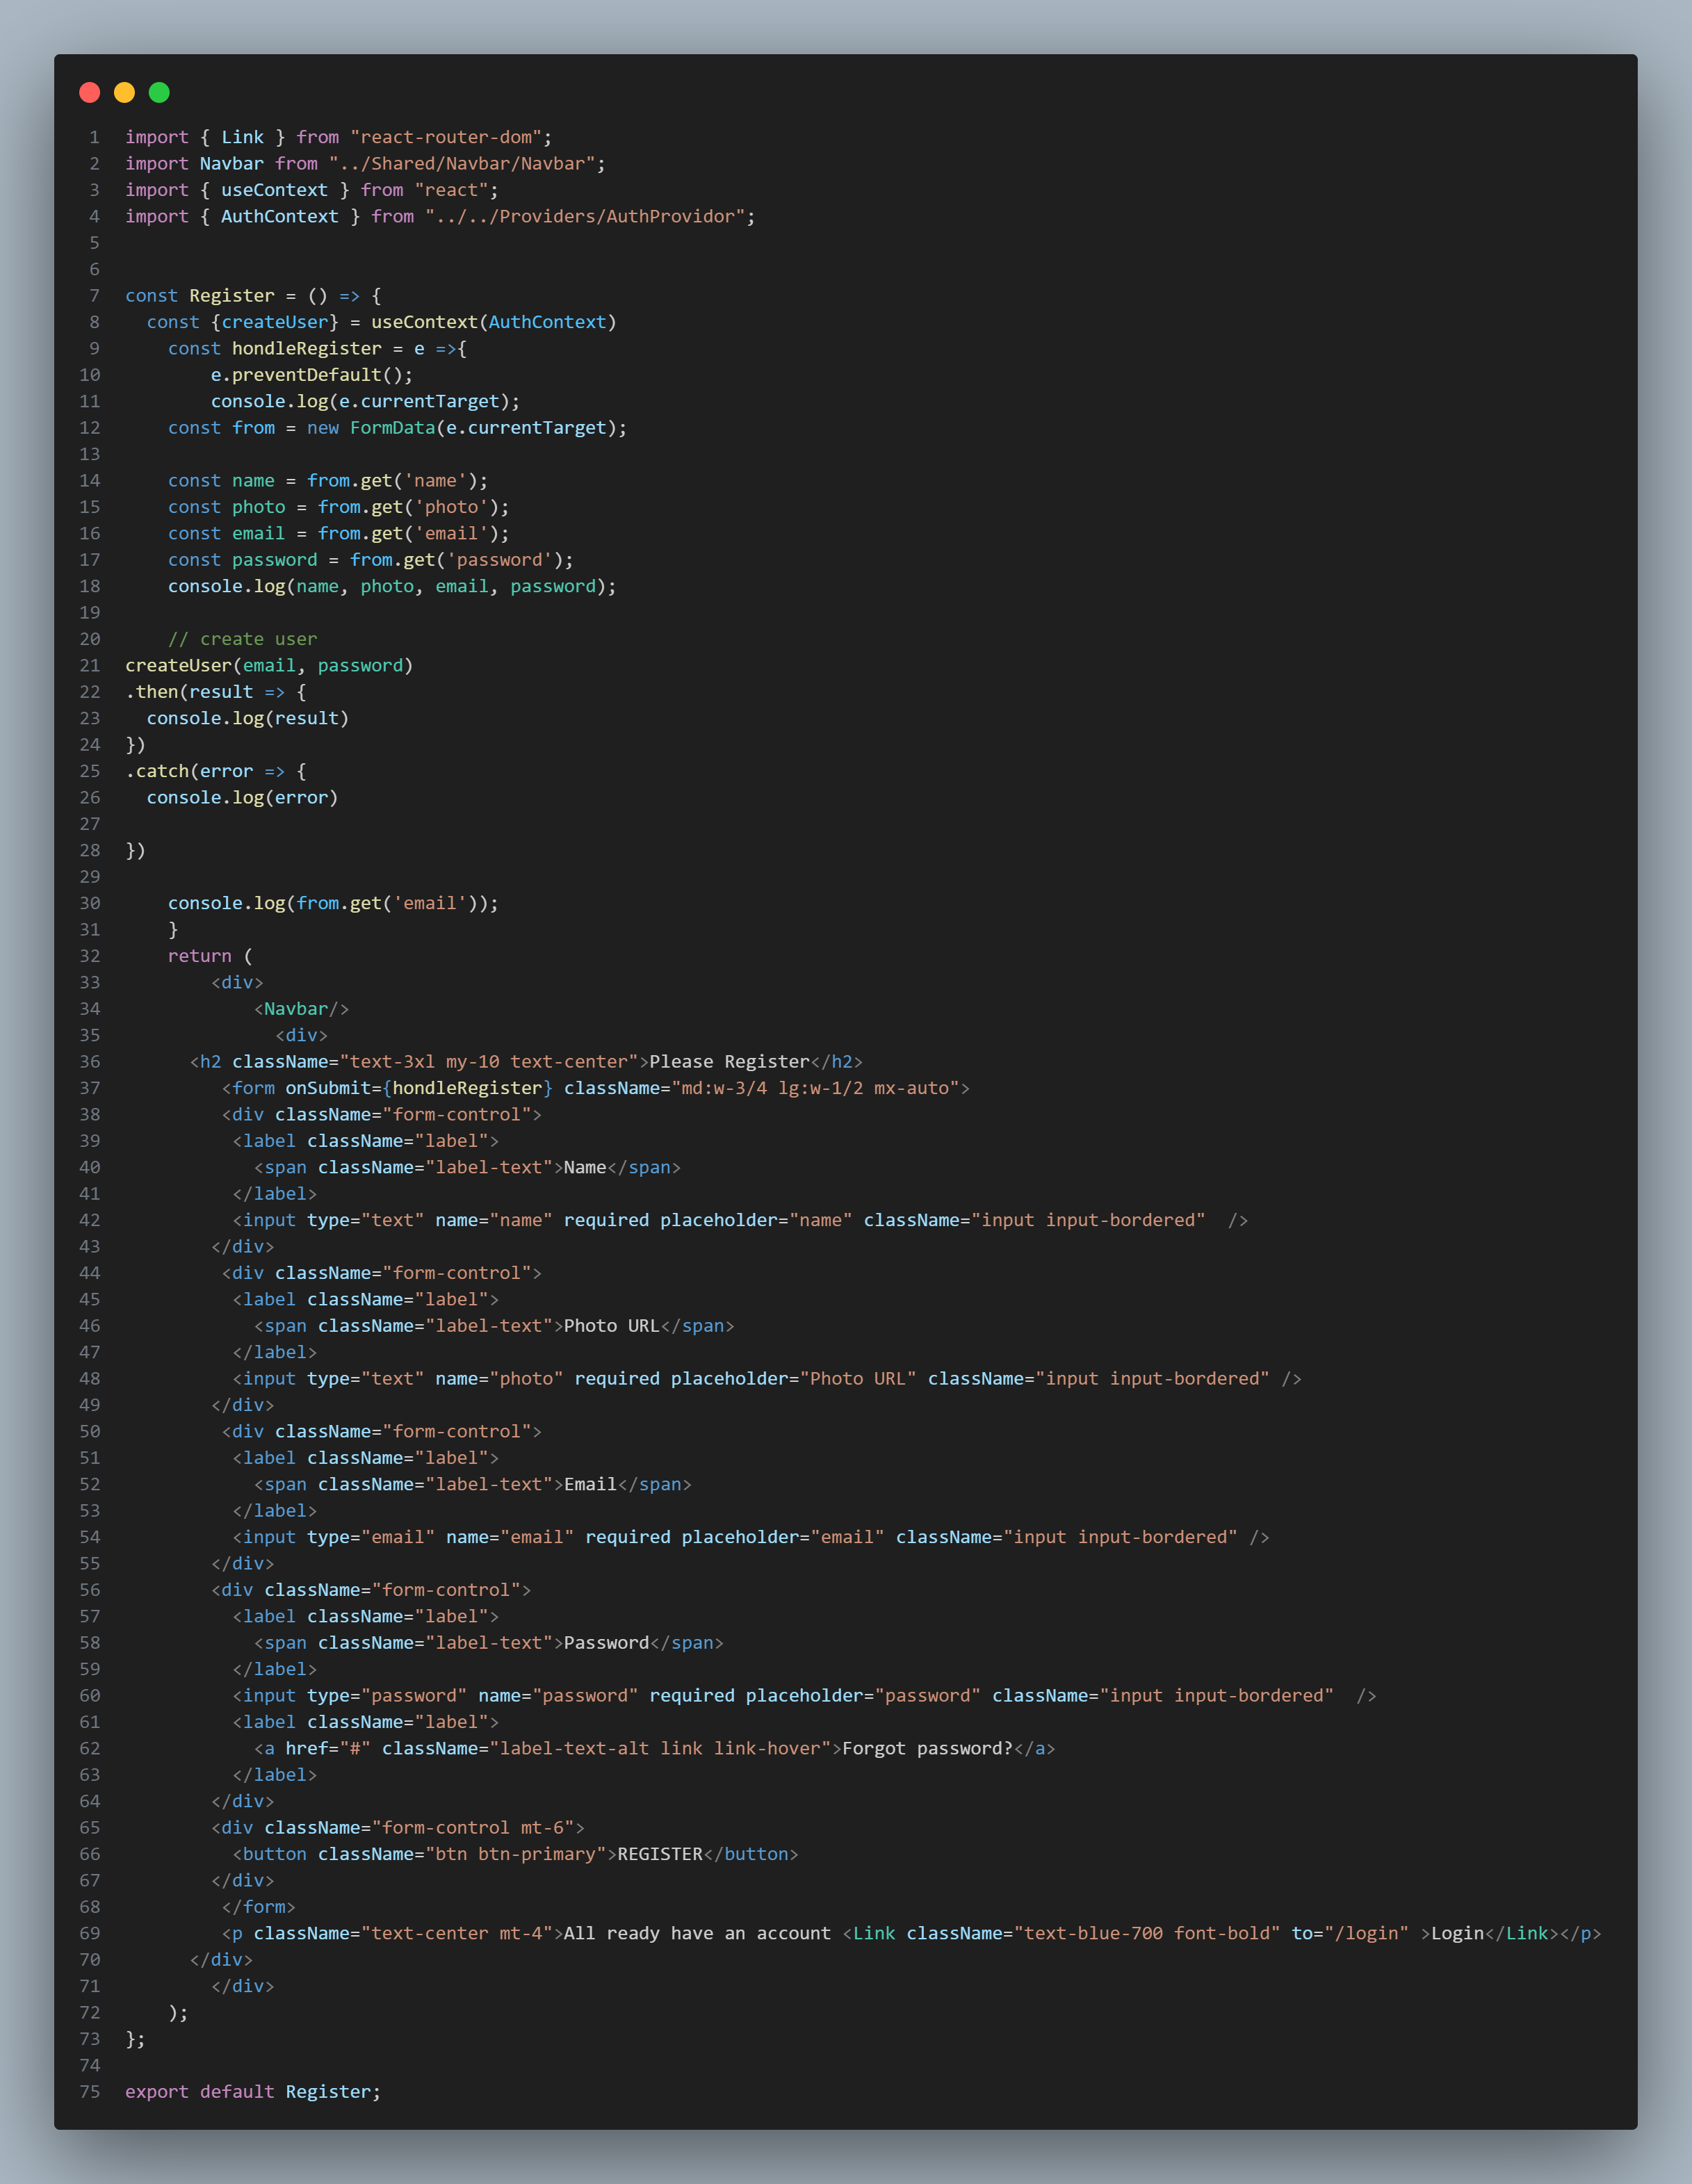 1 import { Link } from "react-router-dom";
2 import Navbar from "../Shared/Navbar/Navbar";
3 import { useContext } from "react";
4 import { AuthContext } from "../../Providers/AuthProvidor";
5
6
7 const Register = () => {
8   const {createUser} = useContext(AuthContext)
9     const hondleRegister = e =>{
10         e.preventDefault();
11         console.log(e.currentTarget);
12     const from = new FormData(e.currentTarget);
13
14     const name = from.get('name');
15     const photo = from.get('photo');
16     const email = from.get('email');
17     const password = from.get('password');
18     console.log(name, photo, email, password);
19
20     // create user
21 createUser(email, password)
22 .then(result => {
23   console.log(result)
24 })
25 .catch(error => {
26   console.log(error)
27
28 })
29
30     console.log(from.get('email'));
31     }
32     return (
33         <div>
34             <Navbar/>
35               <div>
36       <h2 className="text-3xl my-10 text-center">Please Register</h2>
37          <form onSubmit={hondleRegister} className="md:w-3/4 lg:w-1/2 mx-auto">
38          <div className="form-control">
39           <label className="label">
40             <span className="label-text">Name</span>
41           </label>
42           <input type="text" name="name" required placeholder="name" className="input input-bordered"  />
43         </div>
44          <div className="form-control">
45           <label className="label">
46             <span className="label-text">Photo URL</span>
47           </label>
48           <input type="text" name="photo" required placeholder="Photo URL" className="input input-bordered" />
49         </div>
50          <div className="form-control">
51           <label className="label">
52             <span className="label-text">Email</span>
53           </label>
54           <input type="email" name="email" required placeholder="email" className="input input-bordered" />
55         </div>
56         <div className="form-control">
57           <label className="label">
58             <span className="label-text">Password</span>
59           </label>
60           <input type="password" name="password" required placeholder="password" className="input input-bordered"  />
61           <label className="label">
62             <a href="#" className="label-text-alt link link-hover">Forgot password?</a>
63           </label>
64         </div>
65         <div className="form-control mt-6">
66           <button className="btn btn-primary">REGISTER</button>
67         </div>
68          </form>
69          <p className="text-center mt-4">All ready have an account <Link className="text-blue-700 font-bold" to="/login" >Login</Link></p>
70       </div>
71         </div>
72     );
73 };
74
75 export default Register;